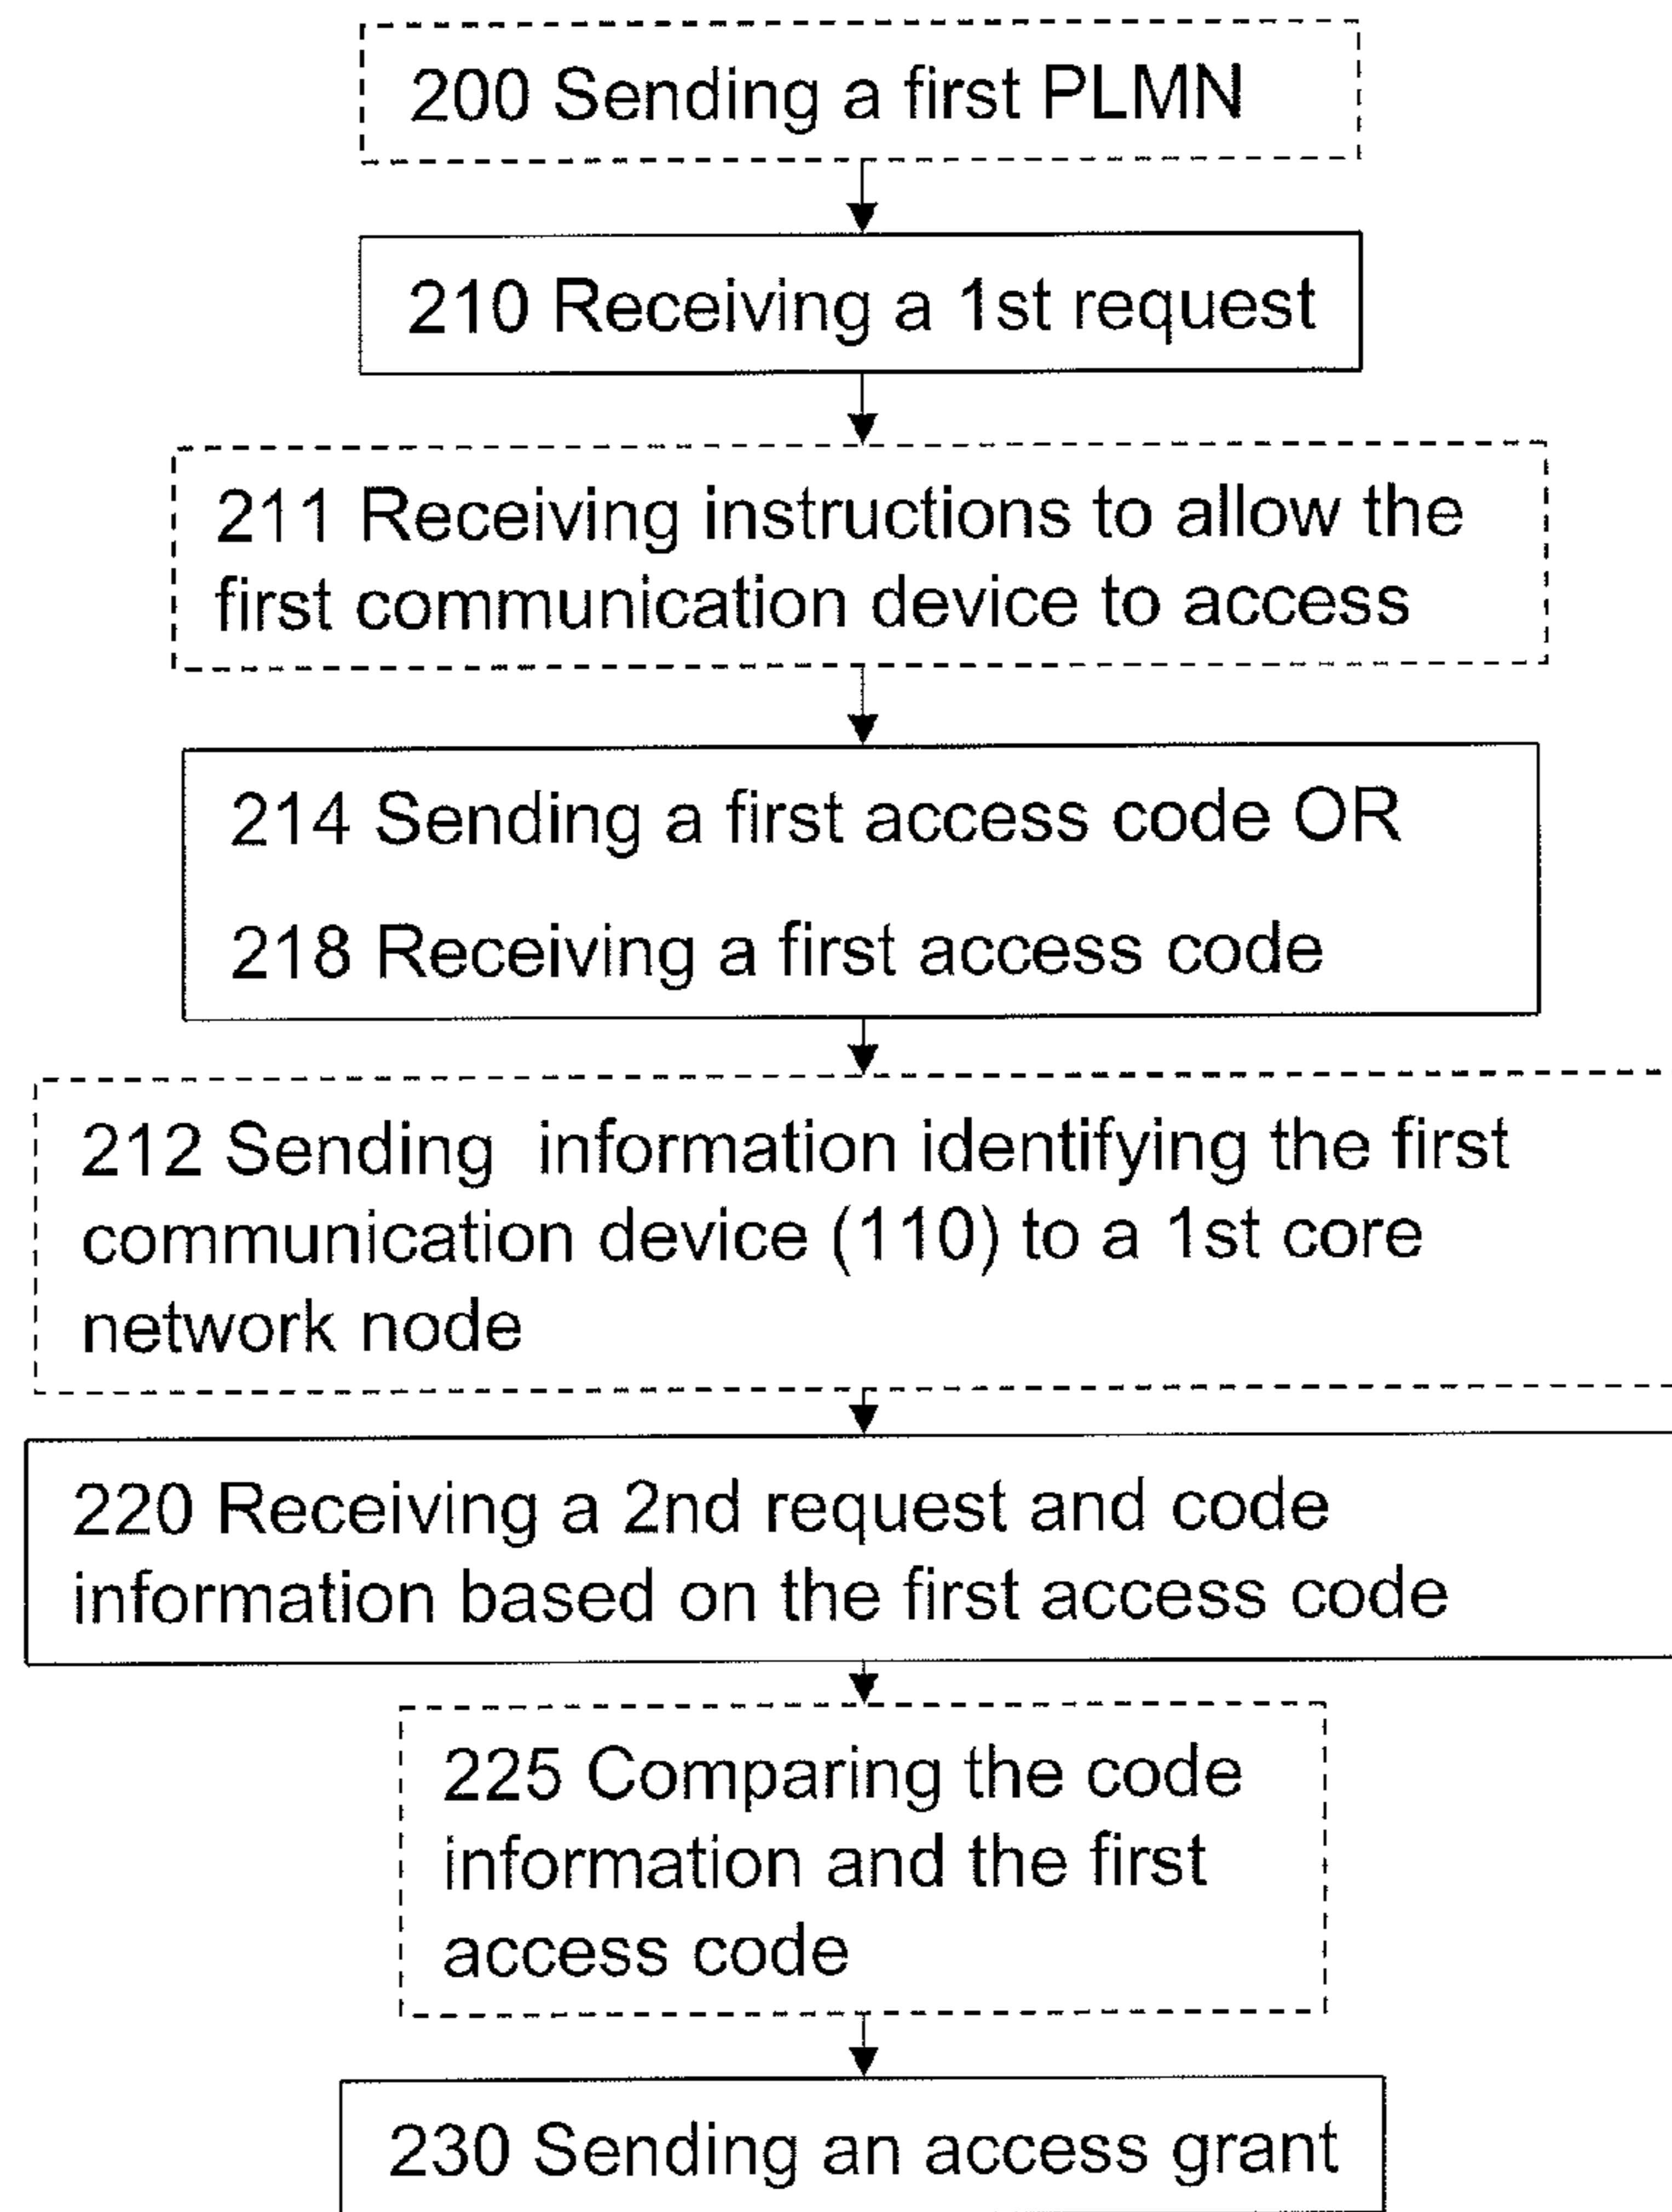 200 Sending a first PLMN
210 Receiving a 1st request
211 Receiving instructions to allow the
first communication device to access
214 Sending a first access code OR
218 Receiving a first access code
212 Sending information identifying the first
communication device (110) to a 1st core
network node
220 Receiving a 2nd request and code
information based on the first access code
225 Comparing the code
information and the first
access code
230 Sending an access grant